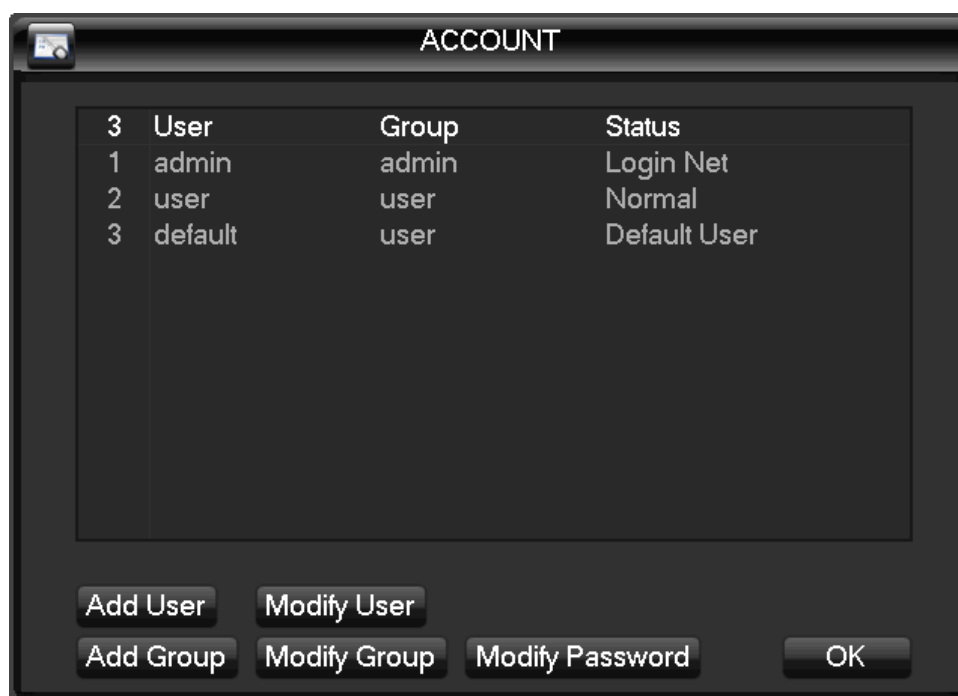 ACCOUNT
3 User Group Status
1 admin admin Login Net
2 user user Normal
3 default user Default User
Add User Modify User
Add Group Modify Group Modify Password OK